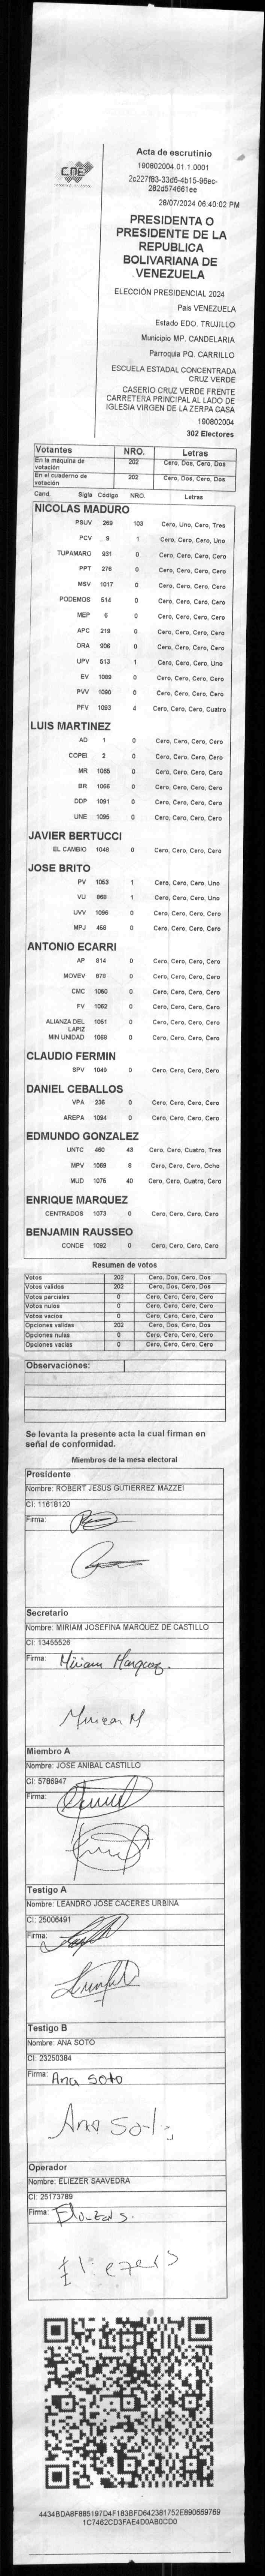 CNE
Acta de escrutinio
190802004.01.1.0001
28/07/2024 06:40:02 PM
PRESIDENTA O
PRESIDENTE DE LA
REPUBLICA
BOLIVARIANA DE
VENEZUELA
ELECCIÓN PRESIDENCIAL 2024
Pais VENEZUELA
Estado EDO. TRUJILLO
Municipio MP. CANDELARIA
Parroquia PQ. CARRILLO
ESCUELA ESTADAL CONCENTRADA
CRUZ VERDE
CASERIO CRUZ VERDE FRENTE
CARRETERA PRINCIPAL AL LADO DE
IGLESIA VIRGEN DE LA ZERPA CASA
190802004
302 Electores
Votantes NRO. Letras
En la máquina de votación 202 Cero, Dos, Cero, Dos
En el cuaderno de votación 202 Cero, Dos, Cero, Dos
Cand. Sigla Código NRO. Letras
NICOLAS MADURO
PSUV 269 103 Cero, Uno, Cero, Tres
PCV 9 1 Cero, Cero, Cero, Uno
TUPAMARO 931 0 Cero, Cero, Cero, Cero
PPT 276 0 Cero, Cero, Cero, Cero
MSV 1017 0 Cero, Cero, Cero, Cero
PODEMOS 514 0 Cero, Cero, Cero, Cero
MEP 6 0 Cero, Cero, Cero, Cero
APC 219 0 Cero, Cero, Cero, Cero
ORA 906 0 Cero, Cero, Cero, Cero
UPV 513 1 Cero, Cero, Cero, Uno
EV 1089 0 Cero, Cero, Cero, Cero
PVV 1090 0 Cero, Cero, Cero, Cero
PFV 1093 4 Cero, Cero, Cero, Cuatro
LUIS MARTINEZ
AD 1 0 Cero, Cero, Cero, Cero
COPEI 2 0 Cero, Cero, Cero, Cero
MR 1065 0 Cero, Cero, Cero, Cero
BR 1066 0 Cero, Cero, Cero, Cero
DDP 1091 0 Cero, Cero, Cero, Cero
UNE 1095 0 Cero, Cero, Cero, Cero
JAVIER BERTUCCI
EL CAMBIO 1048 0 Cero, Cero, Cero, Cero
JOSE BRITO
PV 1053 1 Cero, Cero, Cero, Uno
VU 868 1 Cero, Cero, Cero, Uno
UVV 1096 0 Cero, Cero, Cero, Cero
MPJ 458 0 Cero, Cero, Cero, Cero
ANTONIO ECARRI
AP 814 0 Cero, Cero, Cero, Cero
MOVEV 878 0 Cero, Cero, Cero, Cero
CMC 1050 0 Cero, Cero, Cero, Cero
FV 1052 0 Cero, Cero, Cero, Cero
ALIANZA DEL LAPIZ 1051 0 Cero, Cero, Cero, Cero
MIN UNIDAD 1058 0 Cero, Cero, Cero, Cero
CLAUDIO FERMIN
SPV 1049 0 Cero, Cero, Cero, Cero
DANIEL CEBALLOS
VPA 236 0 Cero, Cero, Cero, Cero
AREPA 1094 0 Cero, Cero, Cero, Cero
EDMUNDO GONZALEZ
UNTC 460 43 Cero, Cero, Cuatro, Tres
MPV 1069 8 Cero, Cero, Cero, Ocho
MUD 1075 40 Cero, Cero, Cuatro, Cero
ENRIQUE MARQUEZ
CENTRADOS 1073 0 Cero, Cero, Cero, Cero
BENJAMIN RAUSSEO
CONDE 1092 0 Cero, Cero, Cero, Cero
Resumen de votos
Votos 202 Cero, Dos, Cero, Dos
Votos validos 202 Cero, Dos, Cero, Dos
Votos parciales 0 Cero, Cero, Cero, Cero
Votos nulos 0 Cero, Cero, Cero, Cero
Votos vacios 0 Cero, Cero, Cero, Cero
Opciones validas 202 Cero, Dos, Cero, Dos
Opciones nulas 0 Cero, Cero, Cero, Cero
Opciones vacias 0 Cero, Cero, Cero, Cero
Observaciones:
Se levanta la presente acta la cual firman en
señal de conformidad.
Miembros de la mesa electoral
Presidente
Nombre: ROBERT JESUS GUTIERREZ MAZZEI
CI: 11618120
Firma:
Secretario
Nombre: MIRIAM JOSEFINA MARQUEZ DE CASTILLO
CI: 13455526
Firma: Miriam Marquez.
Miriam M
Miembro A
Nombre: JOSE ANIBAL CASTILLO
CI: 5786947
Firma:
Testigo A
Nombre: LEANDRO JOSE CACERES URBINA
CI: 25006491
Firma:
Testigo B
Nombre: ANA SOTO
CI: 23250384
Firma: Ana Soto
Ana Soto
Operador
Nombre: ELIEZER SAAVEDRA
CI: 25173789
Firma: